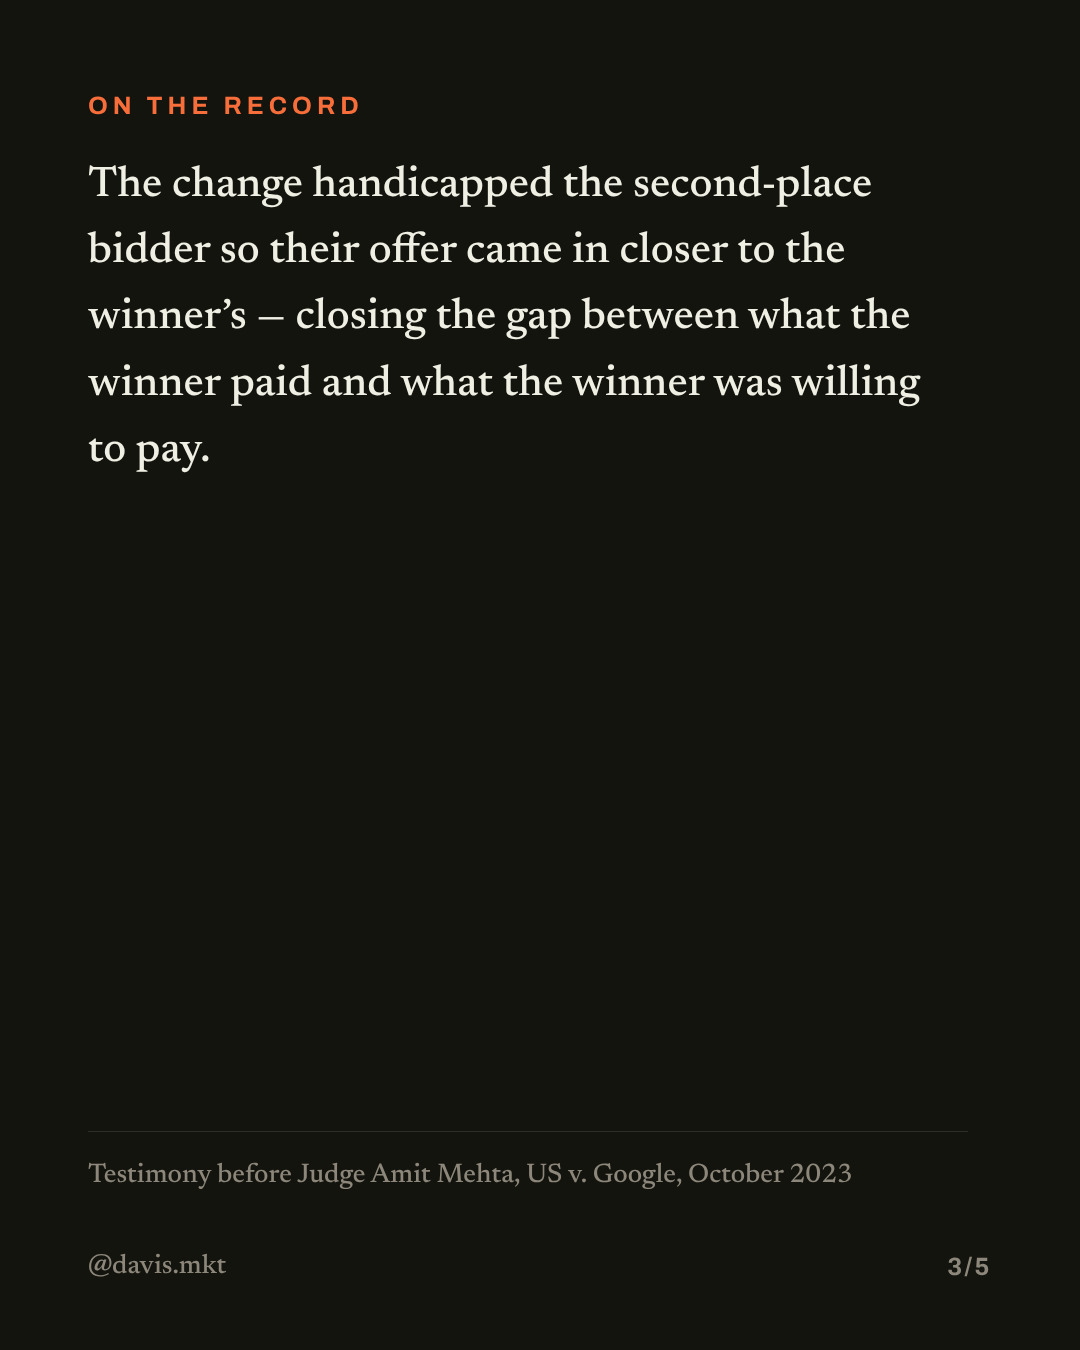 ON THE RECORD
The change handicapped the second-place
bidder so their offer came in closer to the
winner’s – closing the gap between what the
winner paid and what the winner was willing
to pay.
Testimony before Judge Amit Mehta, US v. Google, October 2023
@davis.mkt
3/5